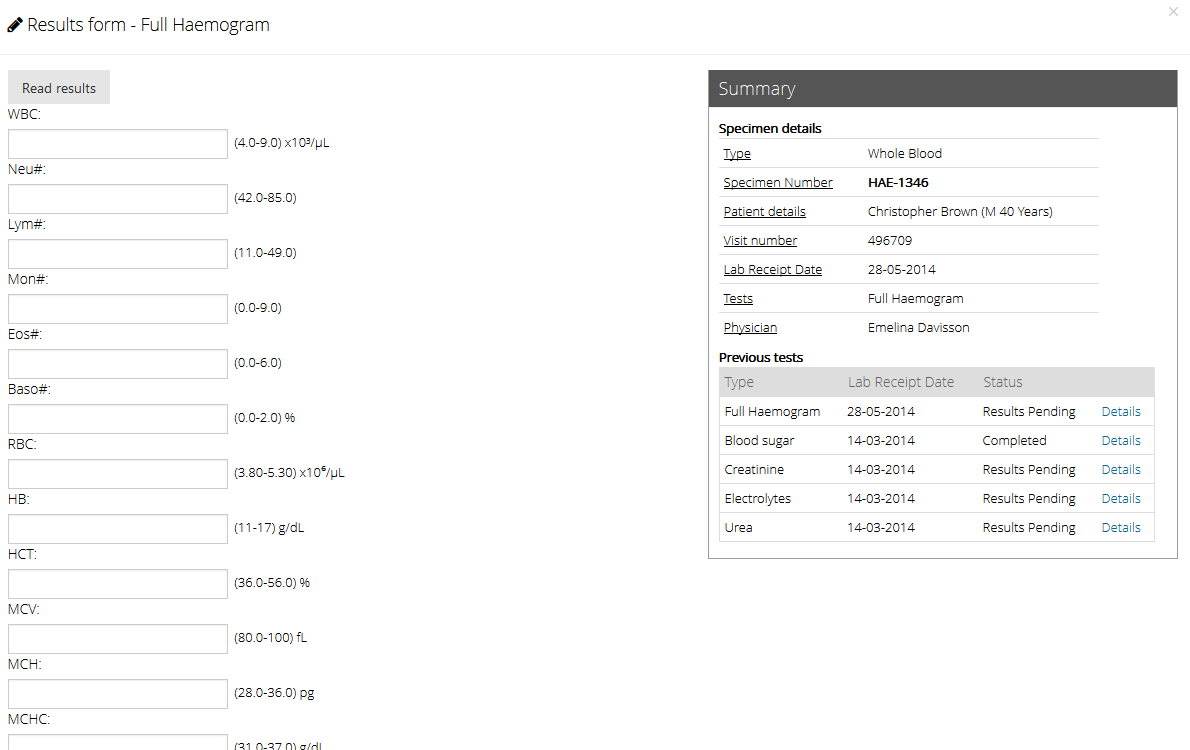 Results form - Full Haemogram
×
Read results
WBC:
(4.0-9.0) x10³/µL
Neu#:
(42.0-85.0)
Lym#:
(11.0-49.0)
Mon#:
(0.0-9.0)
Eos#:
(0.0-6.0)
Baso#:
(0.0-2.0) %
RBC:
(3.80-5.30) x10⁶/µL
HB:
(11-17) g/dL
HCT:
(36.0-56.0) %
MCV:
(80.0-100) fL
MCH:
(28.0-36.0) pg
MCHC:
(31.0-37.0) g/dL
Summary
Specimen details
Type Whole Blood
Specimen Number HAE-1346
Patient details Christopher Brown (M 40 Years)
Visit number 496709
Lab Receipt Date 28-05-2014
Tests Full Haemogram
Physician Emelina Davisson
Previous tests
Type Lab Receipt Date Status
Full Haemogram 28-05-2014 Results Pending Details
Blood sugar 14-03-2014 Completed Details
Creatinine 14-03-2014 Results Pending Details
Electrolytes 14-03-2014 Results Pending Details
Urea 14-03-2014 Results Pending Details